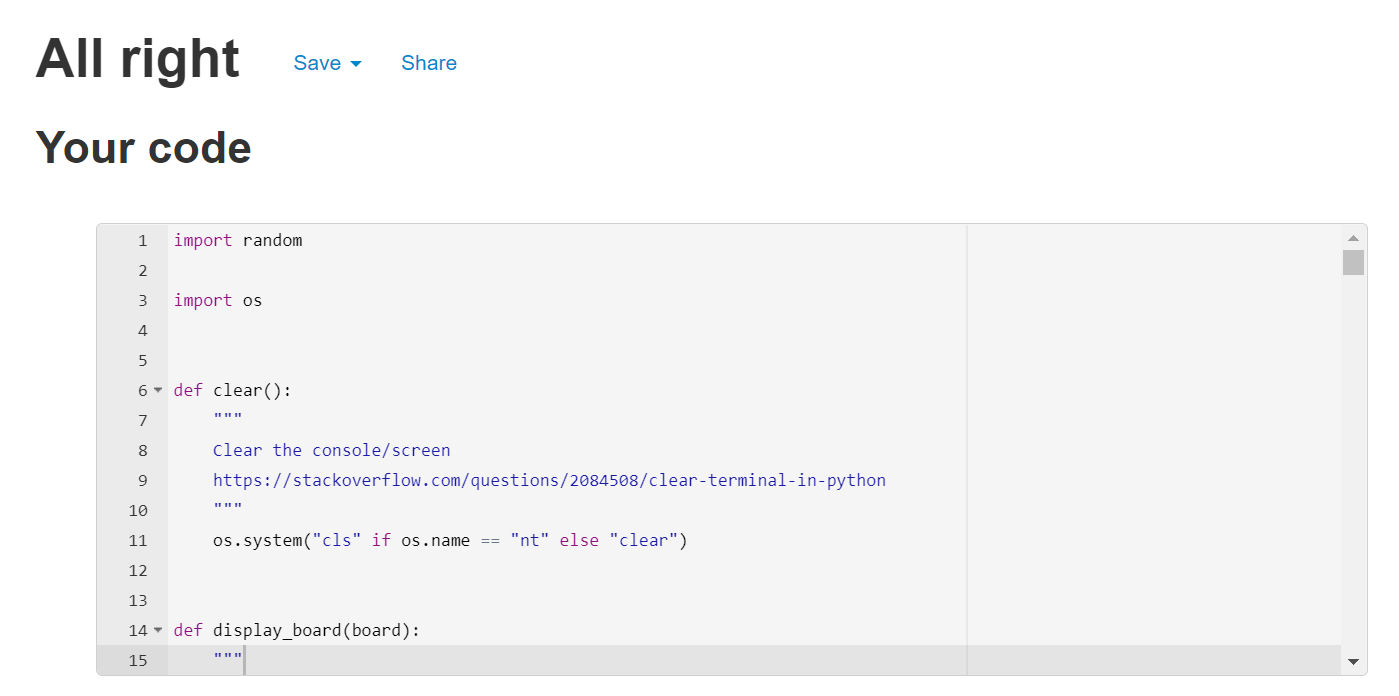 All right Save Share
Your code
1 import random
2
3 import os
4
5
6 def clear():
7     """
8     Clear the console/screen
9     https://stackoverflow.com/questions/2084508/clear-terminal-in-python
10     """
11     os.system("cls" if os.name == "nt" else "clear")
12
13
14 def display_board(board):
15     """